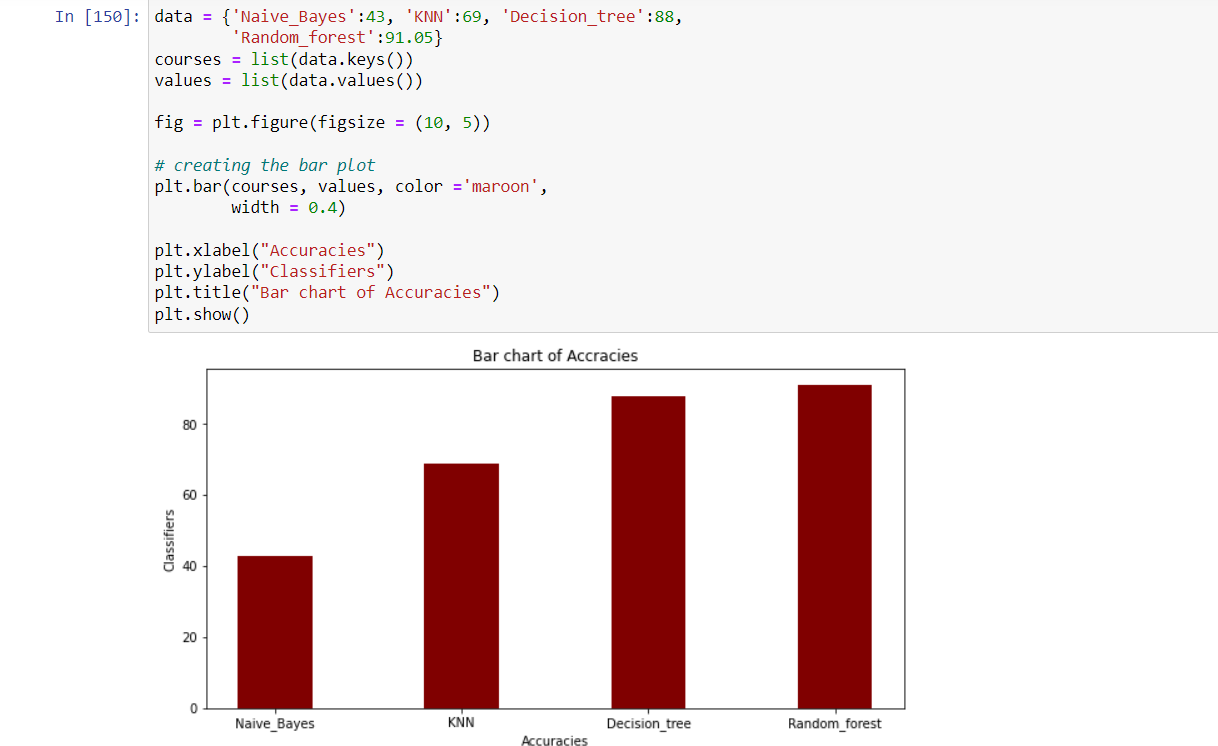 In [150]: data = {'Naive_Bayes':43, 'KNN':69, 'Decision_tree':88,
'Random_forest':91.05}
courses = list(data.keys())
values = list(data.values())
fig = plt.figure(figsize = (10, 5))
# creating the bar plot
plt.bar(courses, values, color ='maroon',
width = 0.4)
plt.xlabel("Accuracies")
plt.ylabel("Classifiers")
plt.title("Bar chart of Accuracies")
plt.show()
Bar chart of Accracies
80
60
40
20
0
Classifiers
Naive_Bayes KNN Decision_tree Random_forest
Accuracies